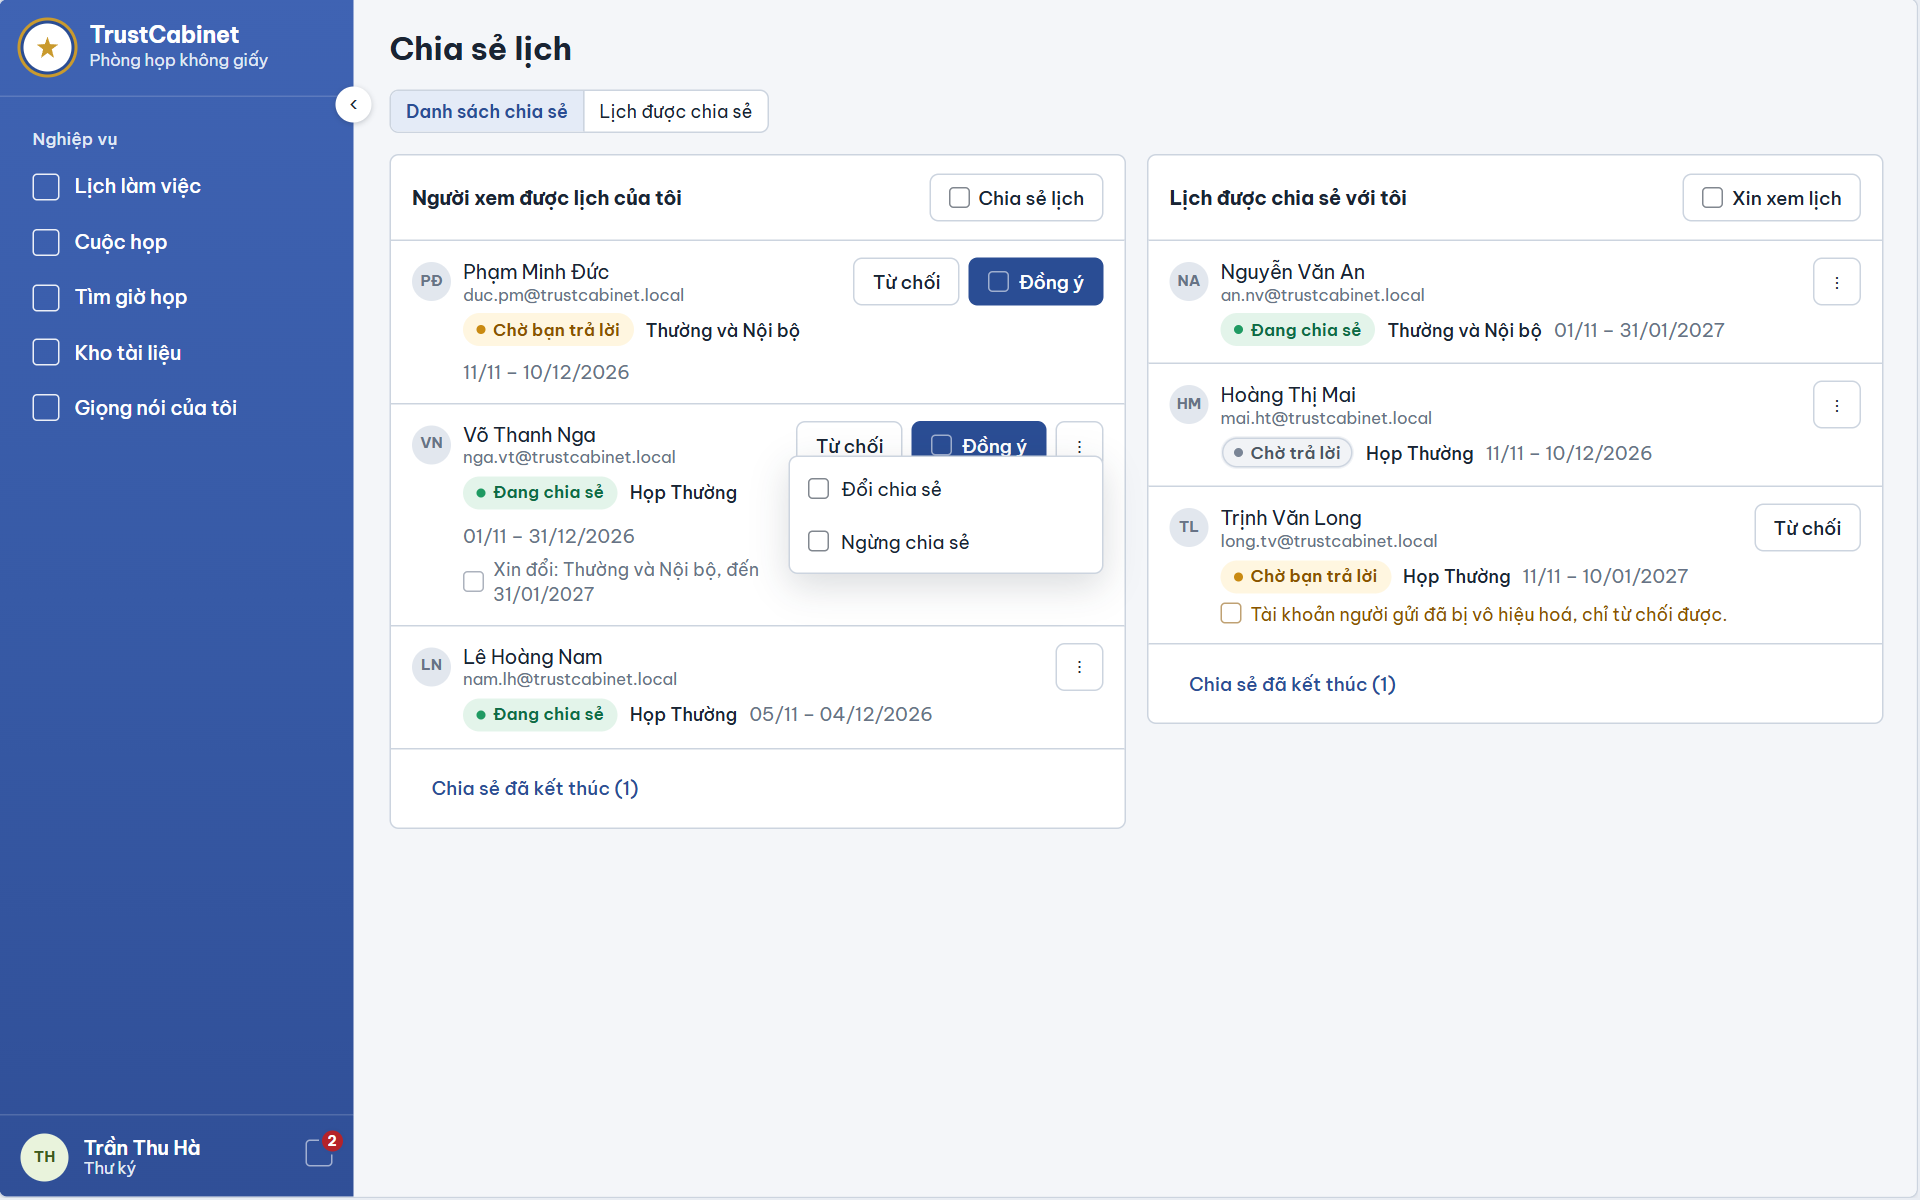 TrustCabinet
Phòng họp không giấy
Nghiệp vụ
Lịch làm việc
Cuộc họp
Tìm giờ họp
Kho tài liệu
Giọng nói của tôi
TH
Trần Thu Hà
Thư ký
2
Chia sẻ lịch
Danh sách chia sẻ
Lịch được chia sẻ
Người xem được lịch của tôi
Chia sẻ lịch
PĐ
Phạm Minh Đức
duc.pm@trustcabinet.local
Từ chối
Đồng ý
Chờ bạn trả lời
Thường và Nội bộ
11/11 – 10/12/2026
VN
Võ Thanh Nga
nga.vt@trustcabinet.local
Từ chối
Đồng ý
Đang chia sẻ
Họp Thường
01/11 – 31/12/2026
Xin đổi: Thường và Nội bộ, đến
31/01/2027
Đổi chia sẻ
Ngừng chia sẻ
LN
Lê Hoàng Nam
nam.lh@trustcabinet.local
Đang chia sẻ
Họp Thường
05/11 – 04/12/2026
Chia sẻ đã kết thúc (1)
Lịch được chia sẻ với tôi
Xin xem lịch
NA
Nguyễn Văn An
an.nv@trustcabinet.local
Đang chia sẻ
Thường và Nội bộ
01/11 – 31/01/2027
HM
Hoàng Thị Mai
mai.ht@trustcabinet.local
Chờ trả lời
Họp Thường
11/11 – 10/12/2026
TL
Trịnh Văn Long
long.tv@trustcabinet.local
Từ chối
Chờ bạn trả lời
Họp Thường
11/11 – 10/01/2027
Tài khoản người gửi đã bị vô hiệu hoá, chỉ từ chối được.
Chia sẻ đã kết thúc (1)